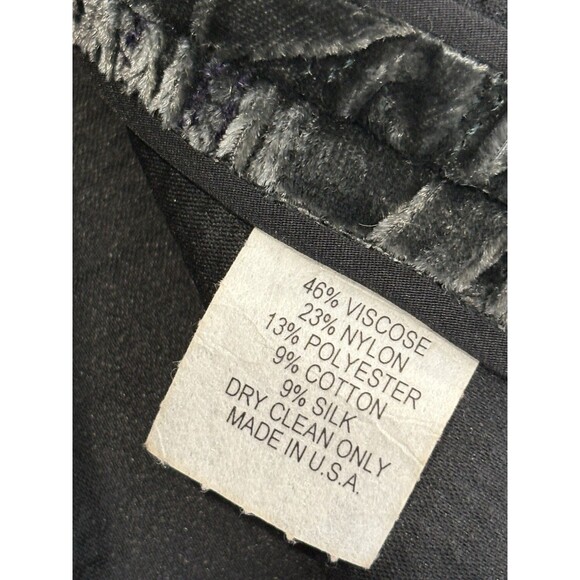 46% VISCOSE
23% NYLON
13% POLYESTER
9% COTTON
9% SILK
DRY CLEAN ONLY
MADE IN U.S.A.